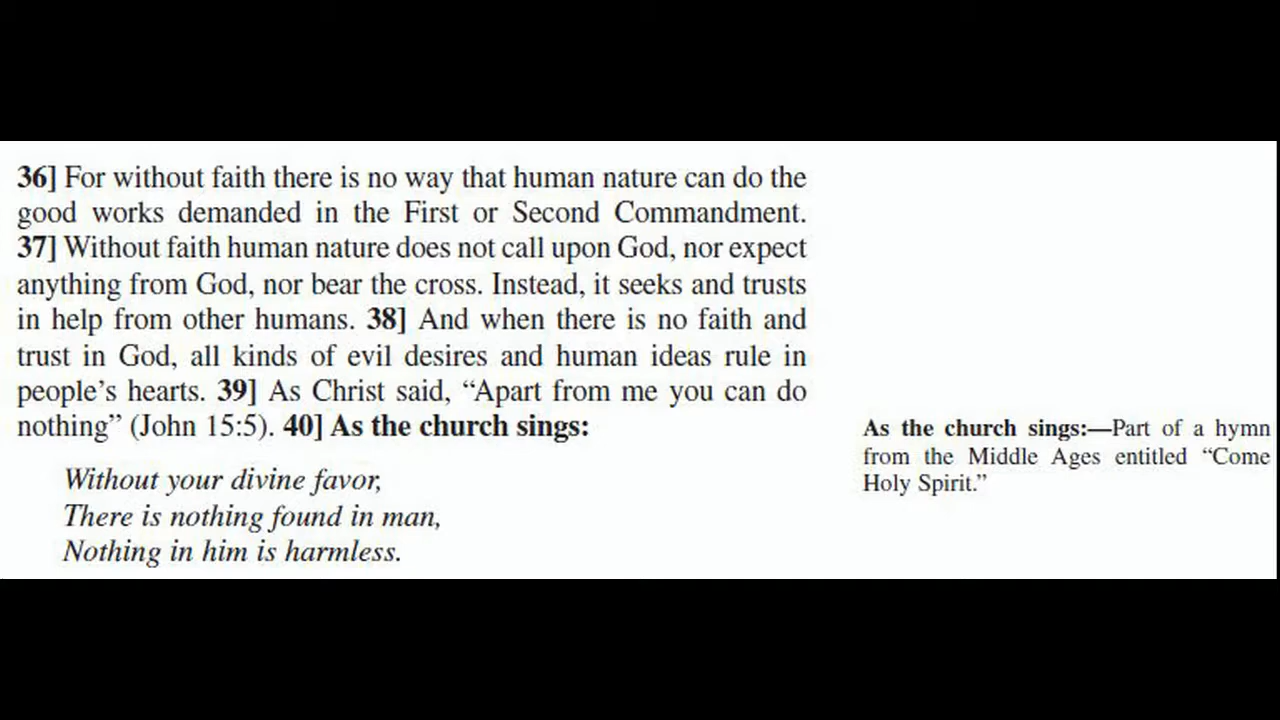 36] For without faith there is no way that human nature can do the
good works demanded in the First or Second Commandment.
37] Without faith human nature does not call upon God, nor expect
anything from God, nor bear the cross. Instead, it seeks and trusts
in help from other humans. 38] And when there is no faith and
trust in God, all kinds of evil desires and human ideas rule in
people’s hearts. 39] As Christ said, “Apart from me you can do
nothing” (John 15:5). 40] As the church sings:
Without your divine favor,
There is nothing found in man,
Nothing in him is harmless.
As the church sings:—Part of a hymn
from the Middle Ages entitled “Come
Holy Spirit.”